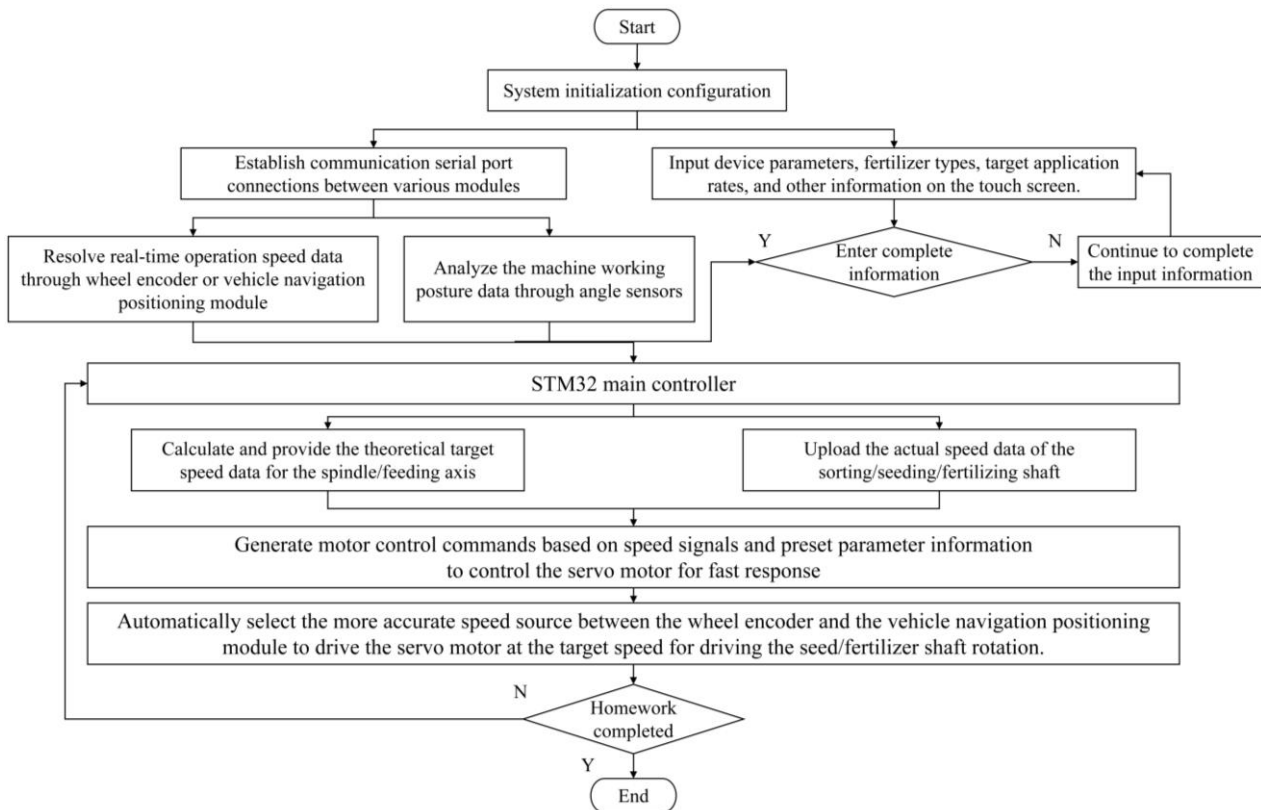 Start
System initialization configuration
Establish communication serial port
connections between various modules
Input device parameters, fertilizer types, target application
rates, and other information on the touch screen.
Resolve real-time operation speed data
through wheel encoder or vehicle navigation
positioning module
Analyze the machine working
posture data through angle sensors
Y
Enter complete
information
N
Continue to complete
the input information
STM32 main controller
Calculate and provide the theoretical target
speed data for the spindle/feeding axis
Upload the actual speed data of the
sorting/seeding/fertilizing shaft
Generate motor control commands based on speed signals and preset parameter information
to control the servo motor for fast response
Automatically select the more accurate speed source between the wheel encoder and the vehicle navigation positioning
module to drive the servo motor at the target speed for driving the seed/fertilizer shaft rotation.
N
Homework
completed
Y
End